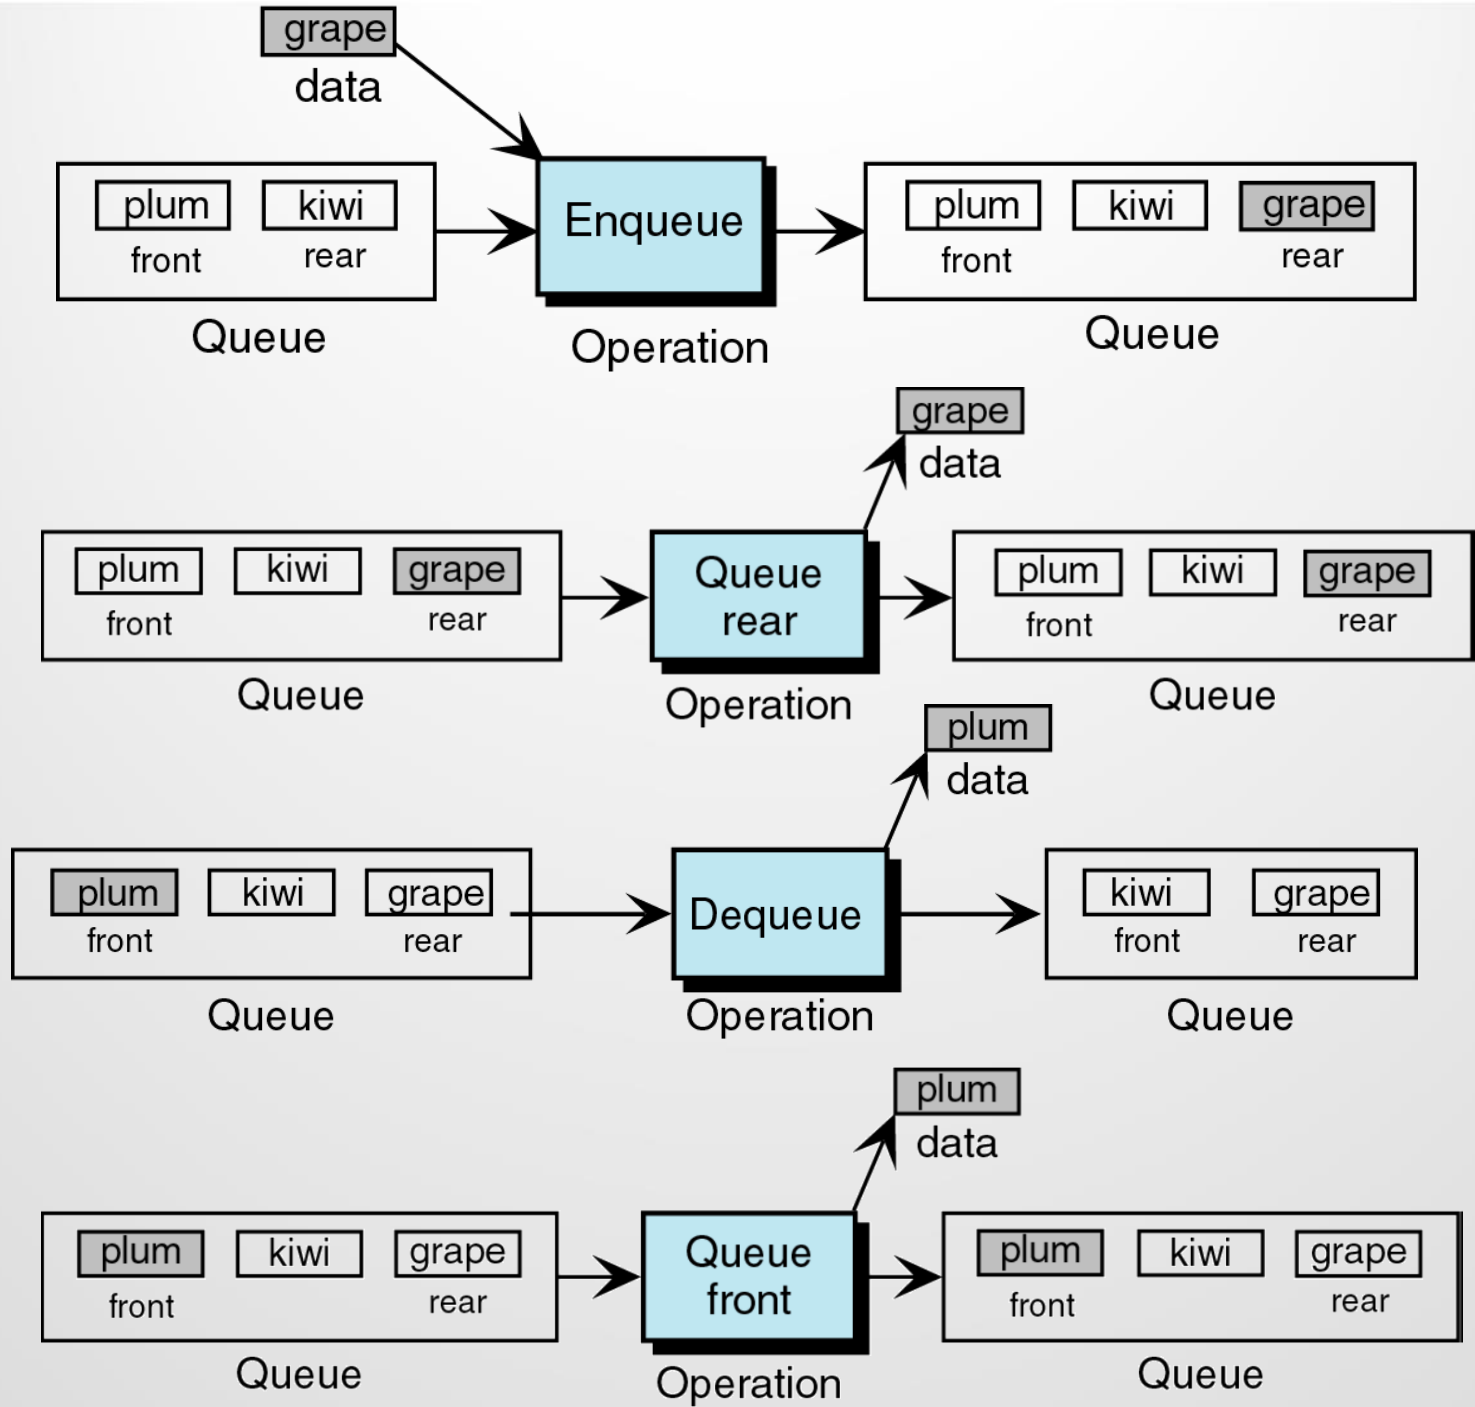 grape
data
plum kiwi
front rear
Queue
Enqueue
Operation
plum kiwi grape
front rear
Queue
grape
data
plum kiwi grape
front rear
Queue
Queue
rear
Operation
plum kiwi grape
front rear
Queue
plum
data
plum kiwi grape
front rear
Queue
Dequeue
Operation
kiwi grape
front rear
Queue
plum
data
plum kiwi grape
front rear
Queue
Queue
front
Operation
plum kiwi grape
front rear
Queue